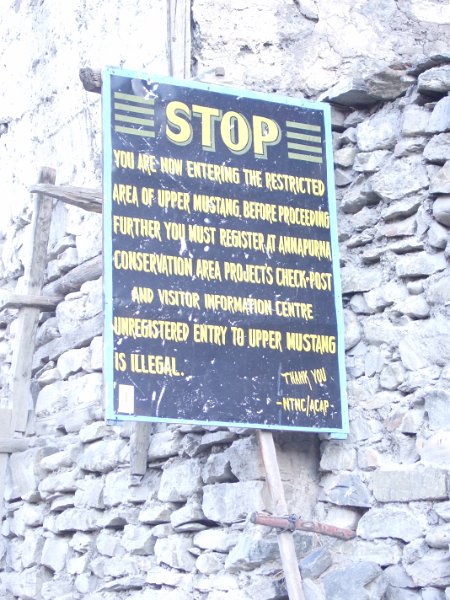 STOP
YOU ARE NOW ENTERING THE RESTRICTED
AREA OF UPPER MUSTANG. BEFORE PROCEEDING
FURTHER YOU MUST REGISTER AT ANNAPURNA
CONSERVATION AREA PROJECT'S CHECK-POST
AND VISITOR INFORMATION CENTRE
UNREGISTERED ENTRY TO UPPER MUSTANG
IS ILLEGAL.
THANK YOU
-NTNC/ACAP